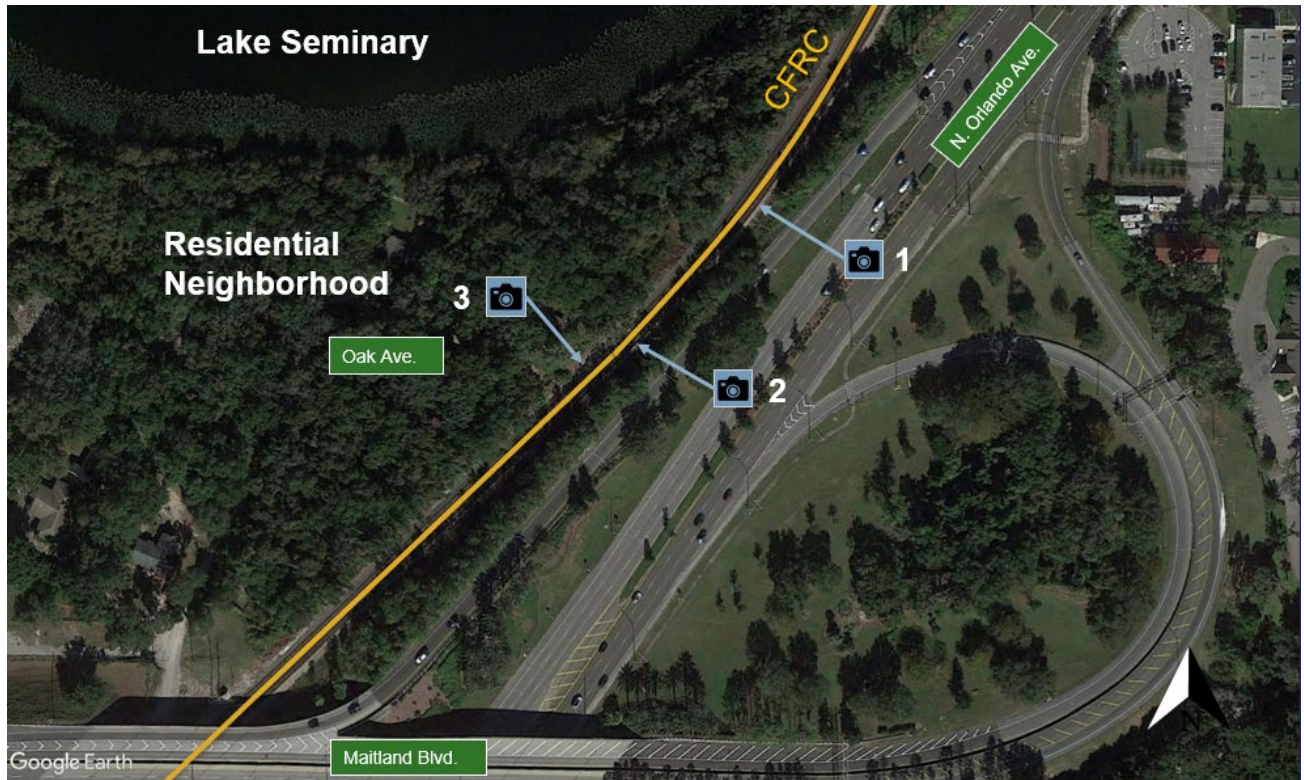 Lake Seminary
CFRC
N. Orlando Ave.
Residential
Neighborhood
1
3
Oak Ave.
2
N
Maitland Blvd.
Google Earth